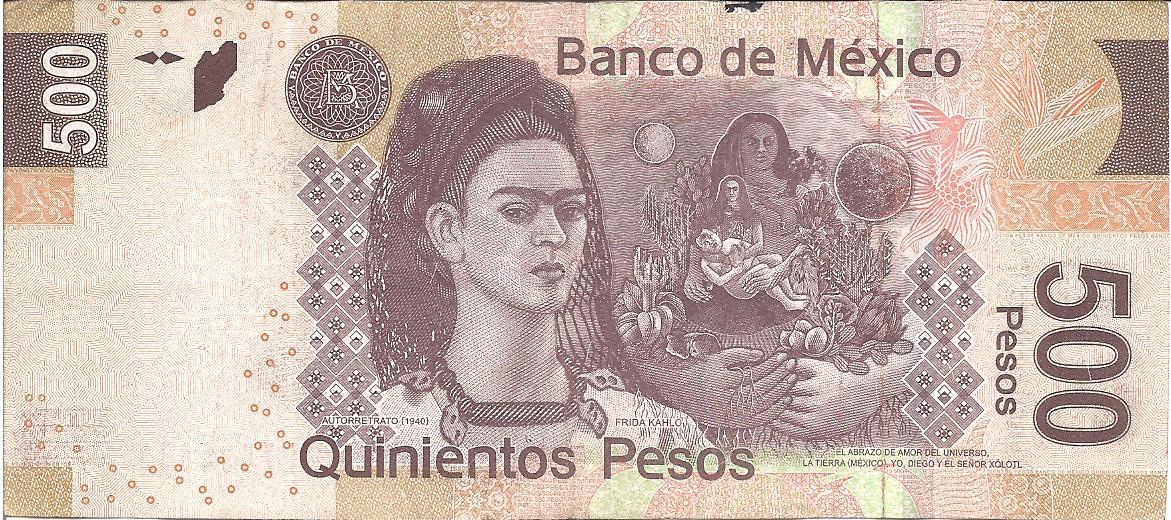 500
BANCO DE MÉXICO
Banco de México
500
Pesos
AUTORRETRATO (1940)
FRIDA KAHLO
Quinientos Pesos
EL ABRAZO DE AMOR DEL UNIVERSO,
LA TIERRA (MÉXICO), YO, DIEGO Y EL SEÑOR XÓLOTL